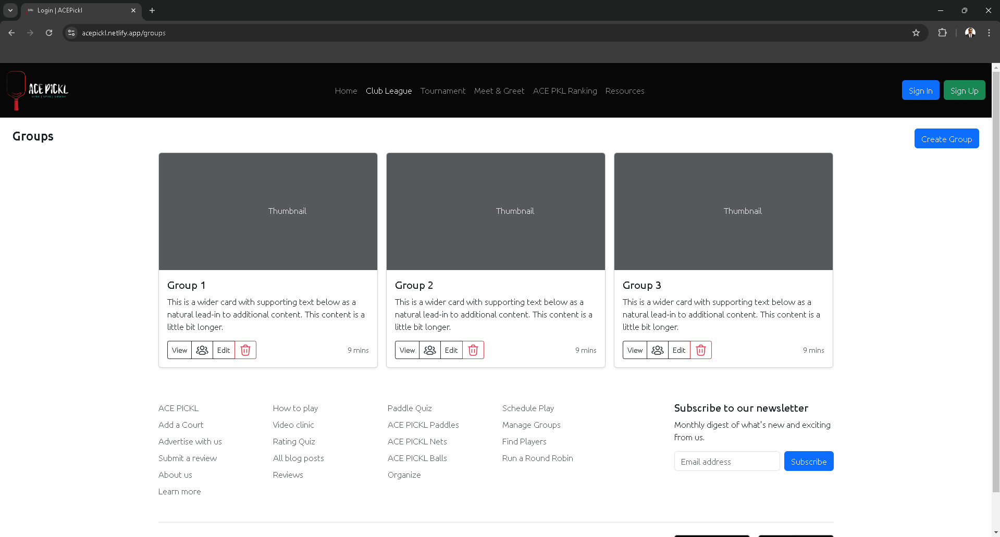 Login | ACEPickl
acepickl.netlify.app/groups
ACE PICKL
DINK | SPIN | SMASH
Home Club League Tournament Meet & Greet ACE PKL Ranking Resources
Sign In Sign Up
Groups
Create Group
Thumbnail
Group 1
This is a wider card with supporting text below as a
natural lead-in to additional content. This content is a
little bit longer.
View Edit 9 mins
Thumbnail
Group 2
This is a wider card with supporting text below as a
natural lead-in to additional content. This content is a
little bit longer.
View Edit 9 mins
Thumbnail
Group 3
This is a wider card with supporting text below as a
natural lead-in to additional content. This content is a
little bit longer.
View Edit 9 mins
ACE PICKL
Add a Court
Advertise with us
Submit a review
About us
Learn more
How to play
Video clinic
Rating Quiz
All blog posts
Reviews
Paddle Quiz
ACE PICKL Paddles
ACE PICKL Nets
ACE PICKL Balls
Organize
Schedule Play
Manage Groups
Find Players
Run a Round Robin
Subscribe to our newsletter
Monthly digest of what's new and exciting
from us.
Email address
Subscribe